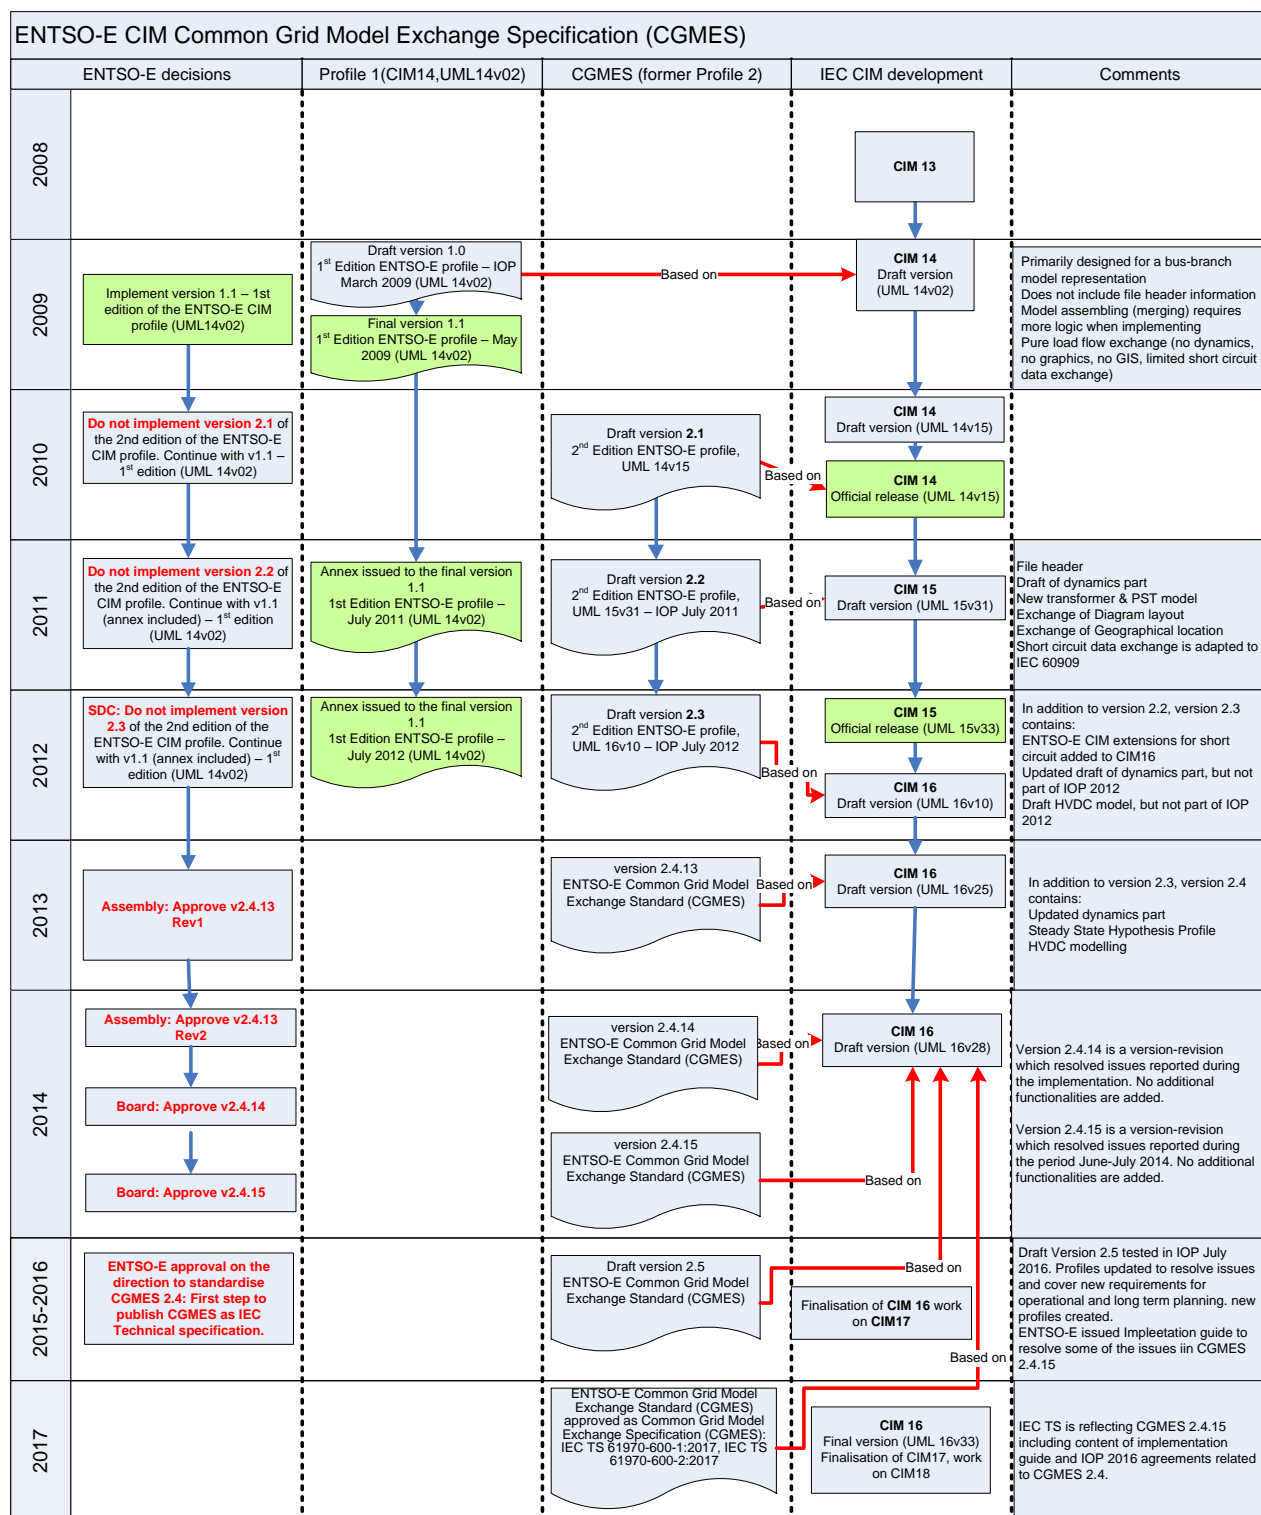 ENTSO-E CIM Common Grid Model Exchange Specification (CGMES)
ENTSO-E decisions
Profile 1(CIM14,UML14v02)
CGMES (former Profile 2)
IEC CIM development
Comments
2008
CIM 13
2009
Implement version 1.1 – 1st
edition of the ENTSO-E CIM
profile (UML14v02)
Draft version 1.0
1st Edition ENTSO-E profile – IOP
March 2009 (UML 14v02)
Final version 1.1
1st Edition ENTSO-E profile – May
2009 (UML 14v02)
Based on
CIM 14
Draft version
(UML 14v02)
Primarily designed for a bus-branch
model representation
Does not include file header information
Model assembling (merging) requires
more logic when implementing
Pure load flow exchange (no dynamics,
no graphics, no GIS, limited short circuit
data exchange)
2010
Do not implement version 2.1 of
the 2nd edition of the ENTSO-E
CIM profile. Continue with v1.1 –
1st edition (UML 14v02)
Draft version 2.1
2nd Edition ENTSO-E profile,
UML 14v15
Based on
CIM 14
Draft version (UML 14v15)
CIM 14
Official release (UML 14v15)
2011
Do not implement version 2.2 of
the 2nd edition of the ENTSO-E
CIM profile. Continue with v1.1
(annex included) – 1st edition
(UML 14v02)
Annex issued to the final version
1.1
1st Edition ENTSO-E profile –
July 2011 (UML 14v02)
Draft version 2.2
2nd Edition ENTSO-E profile,
UML 15v31 – IOP July 2011
Based on
CIM 15
Draft version (UML 15v31)
File header
Draft of dynamics part
New transformer & PST model
Exchange of Diagram layout
Exchange of Geographical location
Short circuit data exchange is adapted to
IEC 60909
2012
SDC: Do not implement version
2.3 of the 2nd edition of the
ENTSO-E CIM profile. Continue
with v1.1 (annex included) – 1st
edition (UML 14v02)
Annex issued to the final version
1.1
1st Edition ENTSO-E profile –
July 2012 (UML 14v02)
Draft version 2.3
2nd Edition ENTSO-E profile,
UML 16v10 – IOP July 2012
Based on
CIM 15
Official release (UML 15v33)
CIM 16
Draft version (UML 16v10)
In addition to version 2.2, version 2.3
contains:
ENTSO-E CIM extensions for short
circuit added to CIM16
Updated draft of dynamics part, but not
part of IOP 2012
Draft HVDC model, but not part of IOP
2012
2013
Assembly: Approve v2.4.13
Rev1
version 2.4.13
ENTSO-E Common Grid Model
Exchange Standard (CGMES)
Based on
CIM 16
Draft version (UML 16v25)
In addition to version 2.3, version 2.4
contains:
Updated dynamics part
Steady State Hypothesis Profile
HVDC modelling
2014
Assembly: Approve v2.4.13
Rev2
Board: Approve v2.4.14
Board: Approve v2.4.15
version 2.4.14
ENTSO-E Common Grid Model
Exchange Standard (CGMES)
Based on
CIM 16
Draft version (UML 16v28)
version 2.4.15
ENTSO-E Common Grid Model
Exchange Standard (CGMES)
Based on
Version 2.4.14 is a version-revision
which resolved issues reported during
the implementation. No additional
functionalities are added.
Version 2.4.15 is a version-revision
which resolved issues reported during
the period June-July 2014. No additional
functionalities are added.
2015-2016
ENTSO-E approval on the
direction to standardise
CGMES 2.4: First step to
publish CGMES as IEC
Technical specification.
Draft version 2.5
ENTSO-E Common Grid Model
Exchange Standard (CGMES)
Based on
Finalisation of CIM 16 work
on CIM17
Based on
Draft Version 2.5 tested in IOP July
2016. Profiles updated to resolve issues
and cover new requirements for
operational and long term planning. new
profiles created.
ENTSO-E issued Impleetation guide to
resolve some of the issues iin CGMES
2.4.15
2017
ENTSO-E Common Grid Model
Exchange Standard (CGMES)
approved as Common Grid Model
Exchange Specification (CGMES):
IEC TS 61970-600-1:2017, IEC TS
61970-600-2:2017
CIM 16
Final version (UML 16v33)
Finalisation of CIM17, work
on CIM18
IEC TS is reflecting CGMES 2.4.15
including content of implementation
guide and IOP 2016 agreements related
to CGMES 2.4.